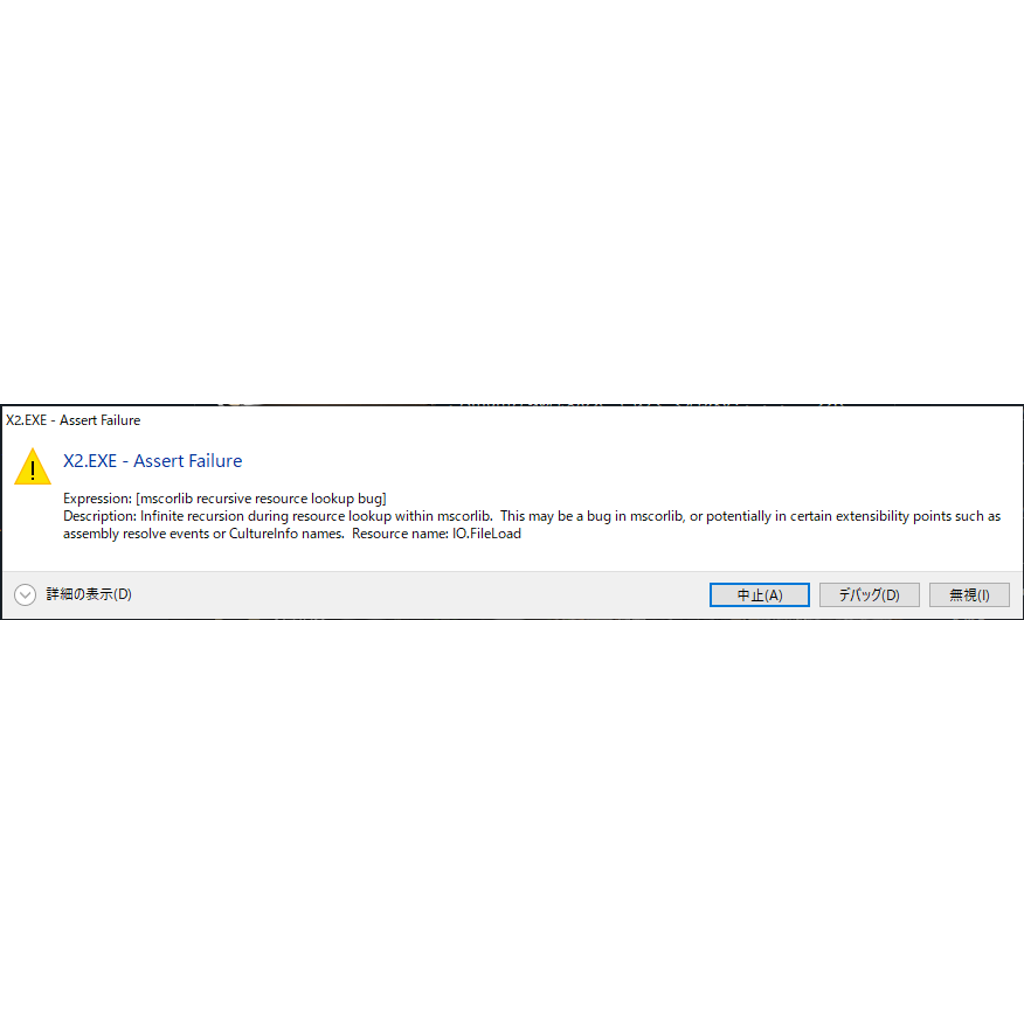 X2.EXE - Assert Failure
X2.EXE - Assert Failure
Expression: [mscorlib recursive resource lookup bug]
Description: Infinite recursion during resource lookup within mscorlib.  This may be a bug in mscorlib, or potentially in certain extensibility points such as
assembly resolve events or CultureInfo names.  Resource name: IO.FileLoad
詳細の表示(D)
中止(A)
デバッグ(D)
無視(I)